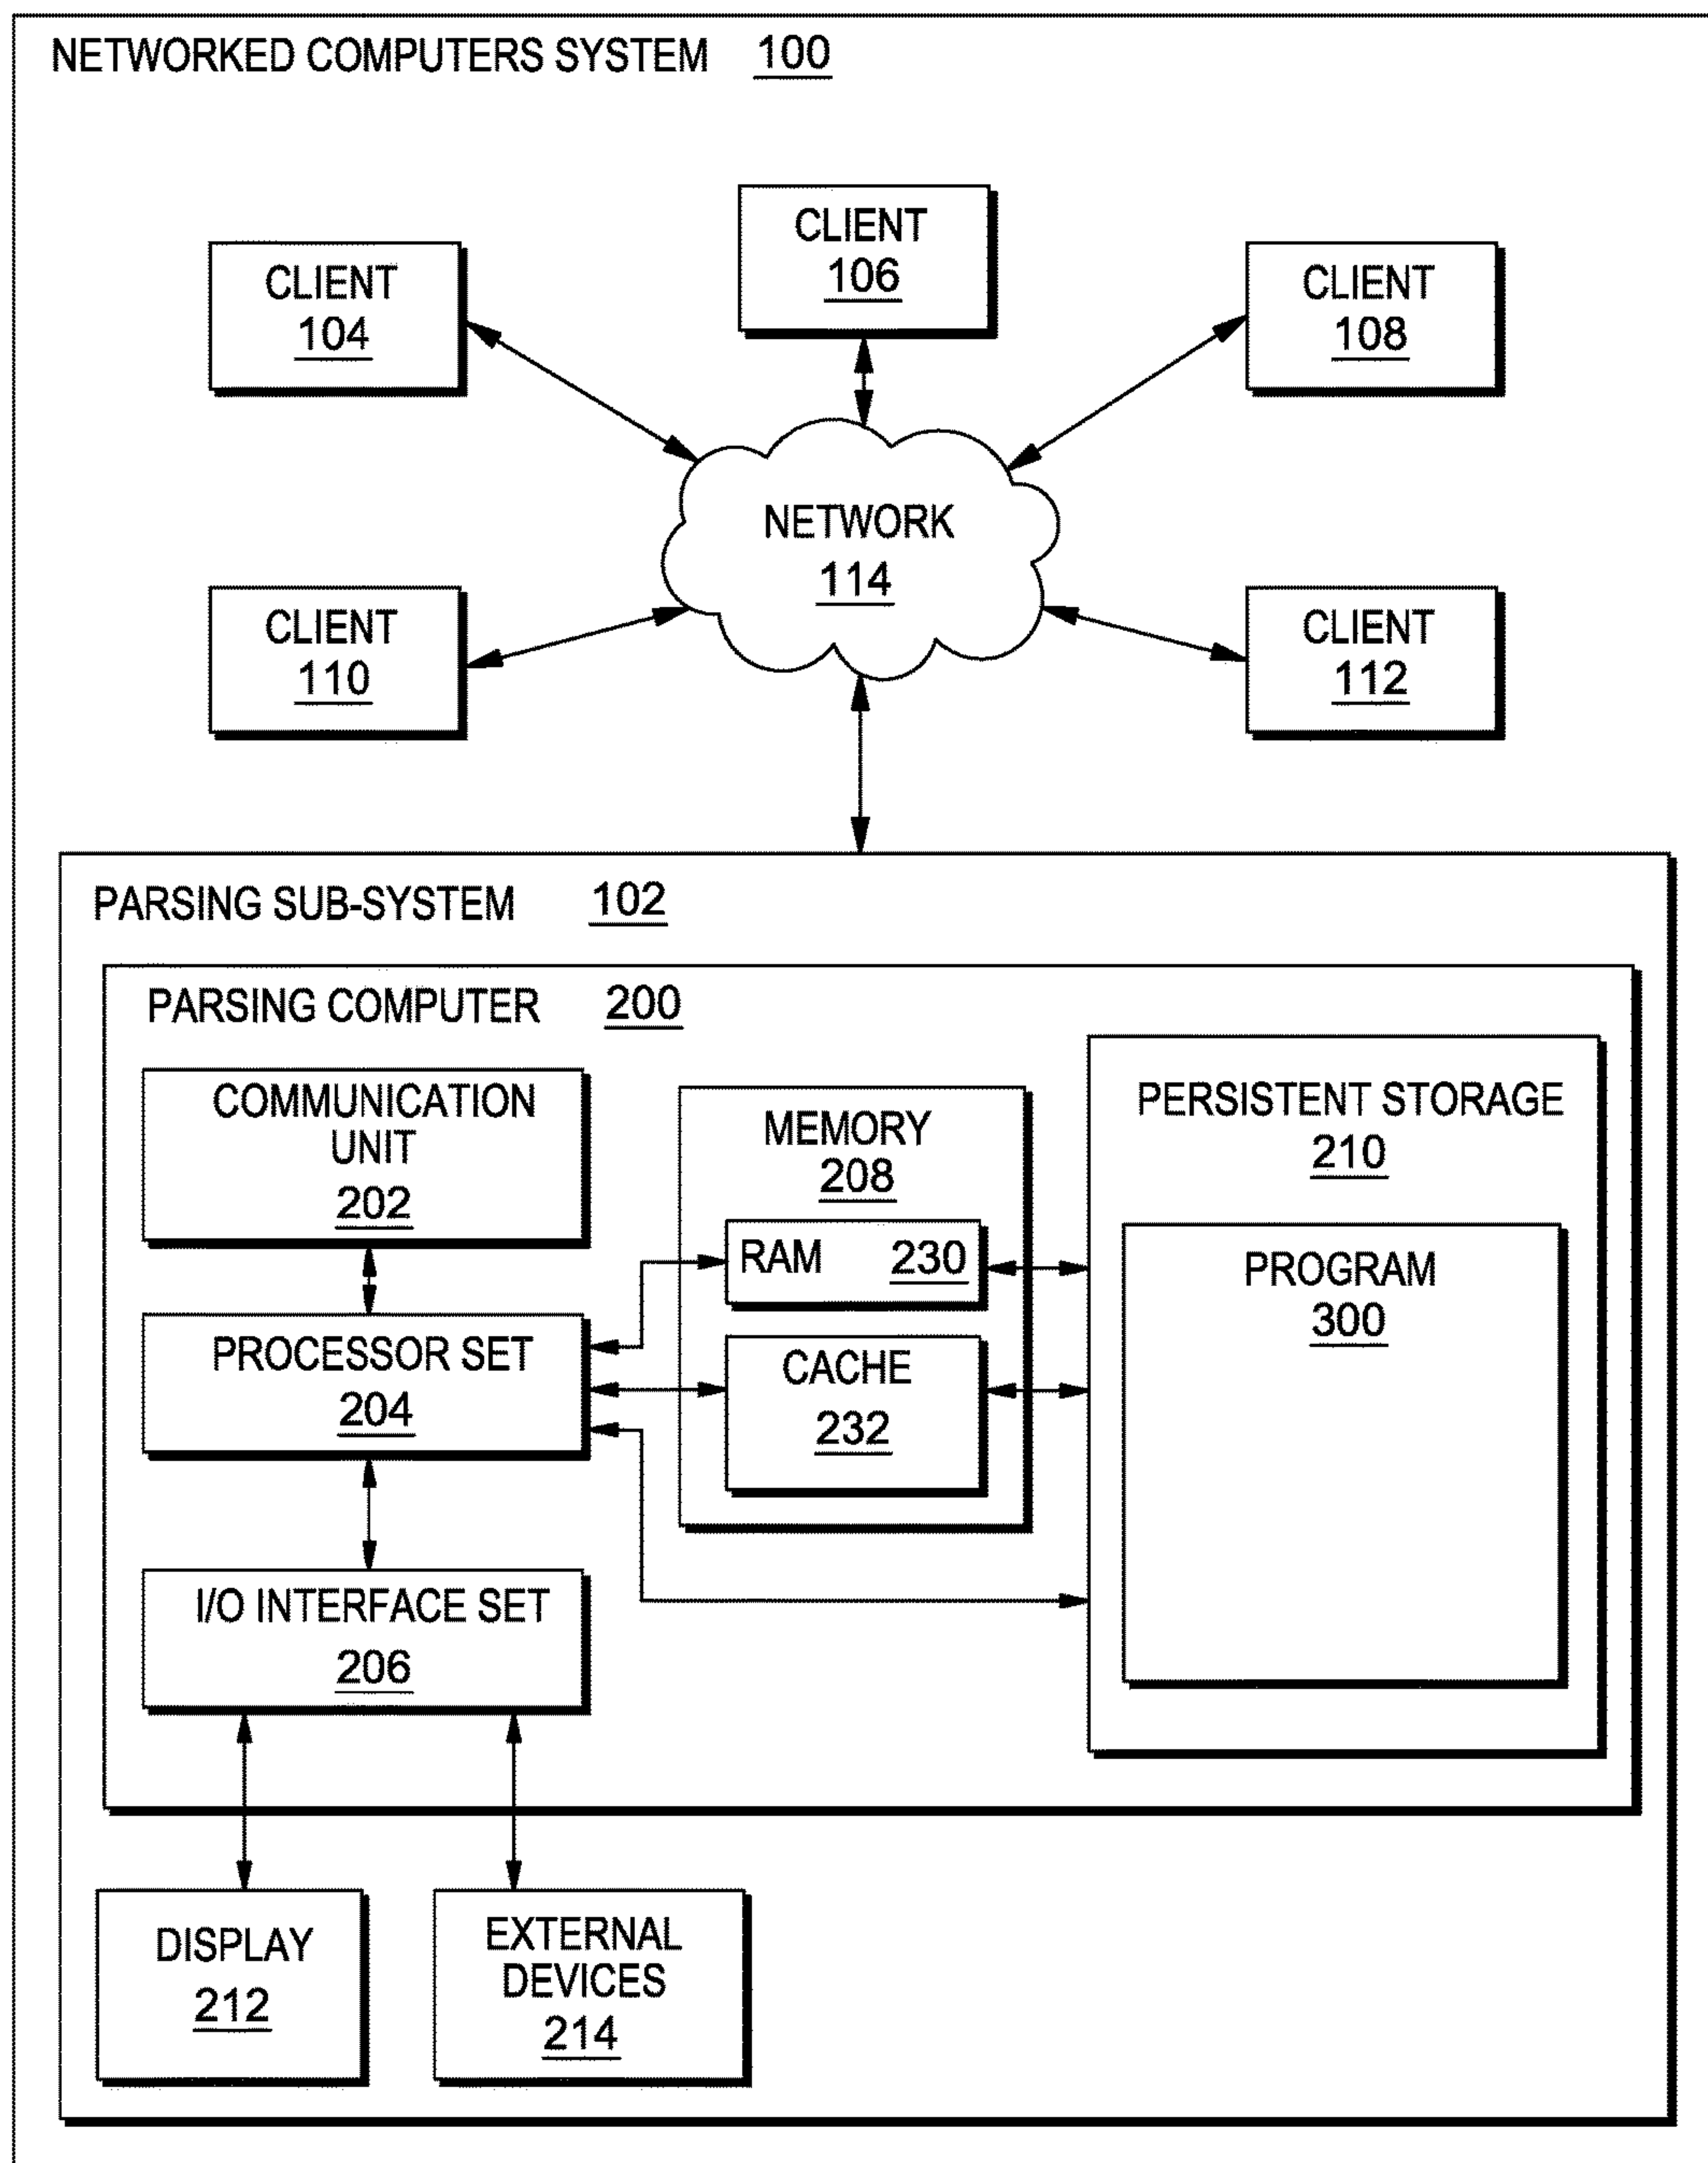 NETWORKED COMPUTERS SYSTEM 100
CLIENT
106
CLIENT
104
CLIENT
108
NETWORK
114
CLIENT
110
CLIENT
112
PARSING SUB-SYSTEM 102
PARSING COMPUTER 200
COMMUNICATION
UNIT
202
MEMORY
208
PERSISTENT STORAGE
210
RAM 230
PROGRAM
300
PROCESSOR SET
204
CACHE
232
I/O INTERFACE SET
206
DISPLAY
212
EXTERNAL
DEVICES
214